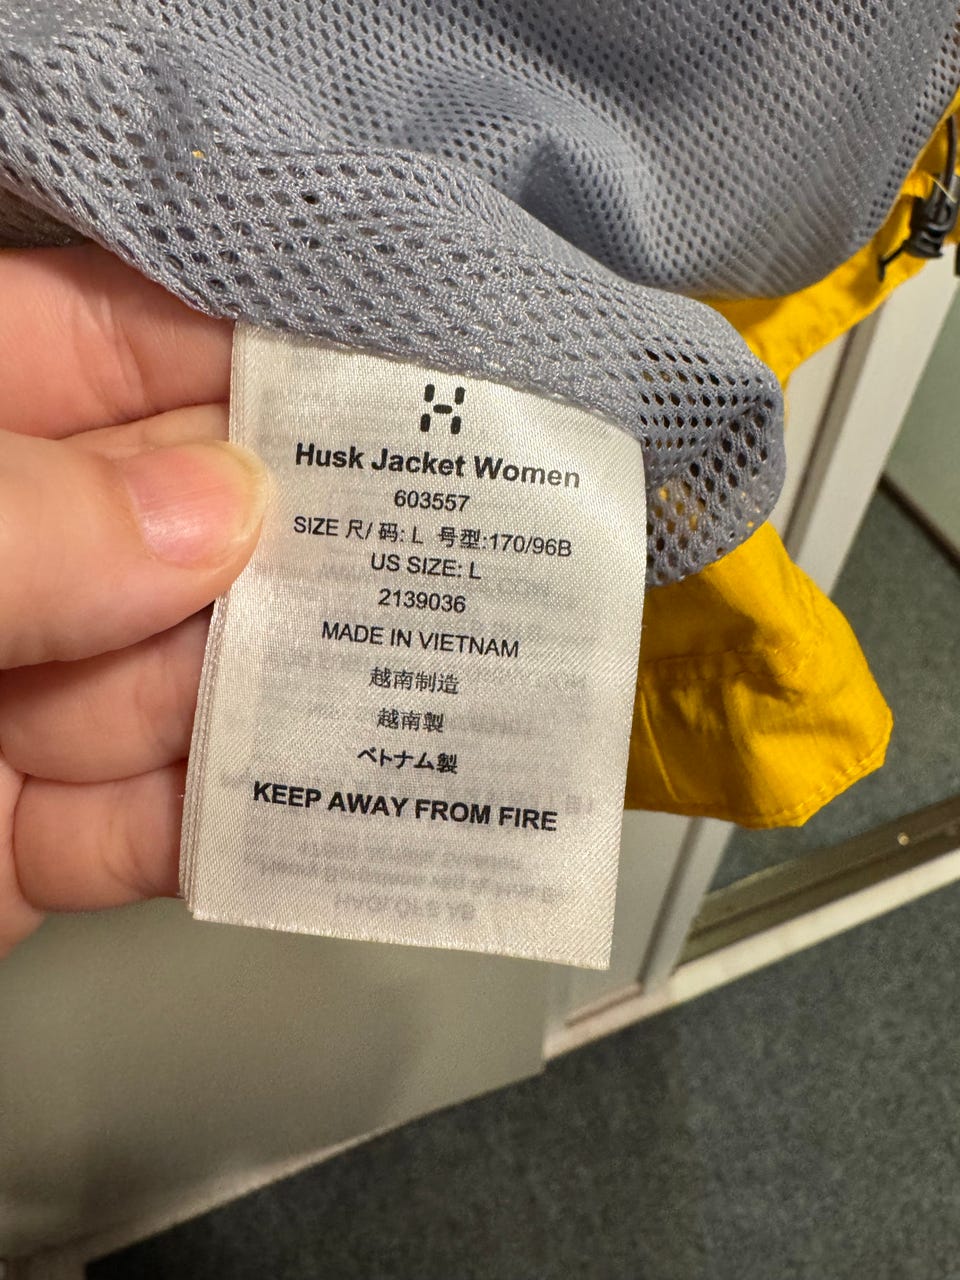 Husk Jacket Women
603557
SIZE 尺/ 码: L 号型:170/96B
US SIZE: L
2139036
MADE IN VIETNAM
越南制造
越南製
ベトナム製
KEEP AWAY FROM FIRE